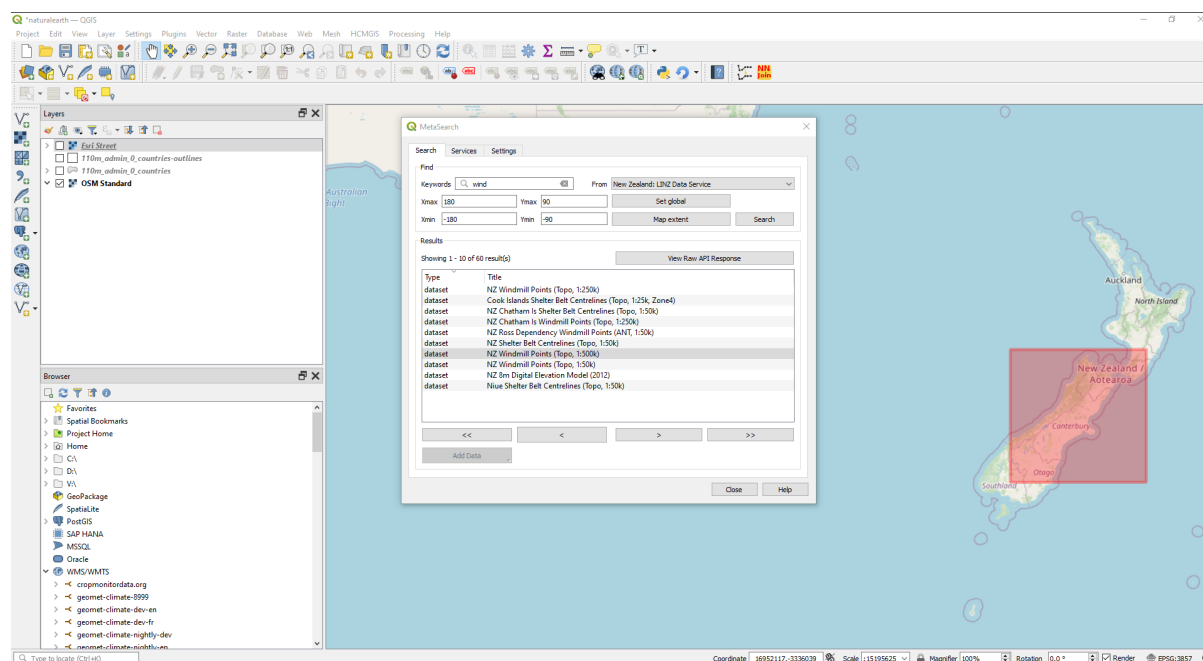 *naturalearth — QGIS
Project Edit View Layer Settings Plugins Vector Raster Database Web Mesh HCMGIS Processing Help
NN
Join
Layers
Esri Street
110m_admin_0_countries-outlines
110m_admin_0_countries
OSM Standard
Browser
Favorites
Spatial Bookmarks
Project Home
Home
C:\
D:\
V:\
GeoPackage
SpatiaLite
PostGIS
SAP HANA
MSSQL
Oracle
WMS/WMTS
cropmonitordata.org
geomet-climate-8999
geomet-climate-dev-en
geomet-climate-dev-fr
geomet-climate-nightly-dev
geomet-climate-nightly-en
MetaSearch
Search Services Settings
Find
Keywords wind From New Zealand: LINZ Data Service
Xmax 180 Ymax 90 Set global
Xmin -180 Ymin -90 Map extent Search
Results
Showing 1 - 10 of 60 result(s) View Raw API Response
Type Title
dataset NZ Windmill Points (Topo, 1:250k)
dataset Cook Islands Shelter Belt Centrelines (Topo, 1:25k, Zone4)
dataset NZ Chatham Is Shelter Belt Centrelines (Topo, 1:50k)
dataset NZ Chatham Is Windmill Points (Topo, 1:250k)
dataset NZ Ross Dependency Windmill Points (ANT, 1:50k)
dataset NZ Shelter Belt Centrelines (Topo, 1:50k)
dataset NZ Windmill Points (Topo, 1:500k)
dataset NZ Windmill Points (Topo, 1:50k)
dataset NZ 8m Digital Elevation Model (2012)
dataset Niue Shelter Belt Centrelines (Topo, 1:50k)
<< < > >>
Add Data
Close Help
Australian
Bight
Auckland
North Island
New Zealand /
Aotearoa
Canterbury
Otago
Southland
Type to locate (Ctrl+K) Coordinate 16952117,-3336039 Scale 1:15195625 Magnifier 100% Rotation 0.0 ° Render EPSG:3857